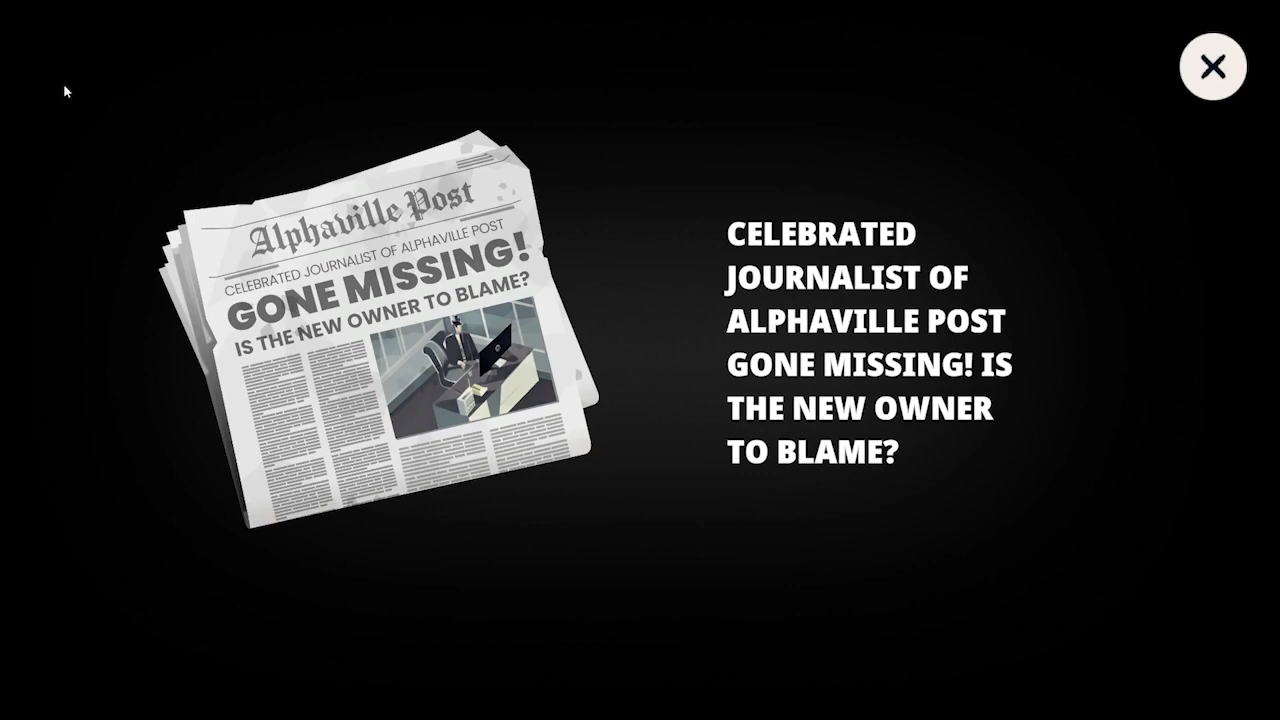 Alphaville Post
CELEBRATED JOURNALIST OF ALPHAVILLE POST
GONE MISSING!
IS THE NEW OWNER TO BLAME?
CELEBRATED
JOURNALIST OF
ALPHAVILLE POST
GONE MISSING! IS
THE NEW OWNER
TO BLAME?